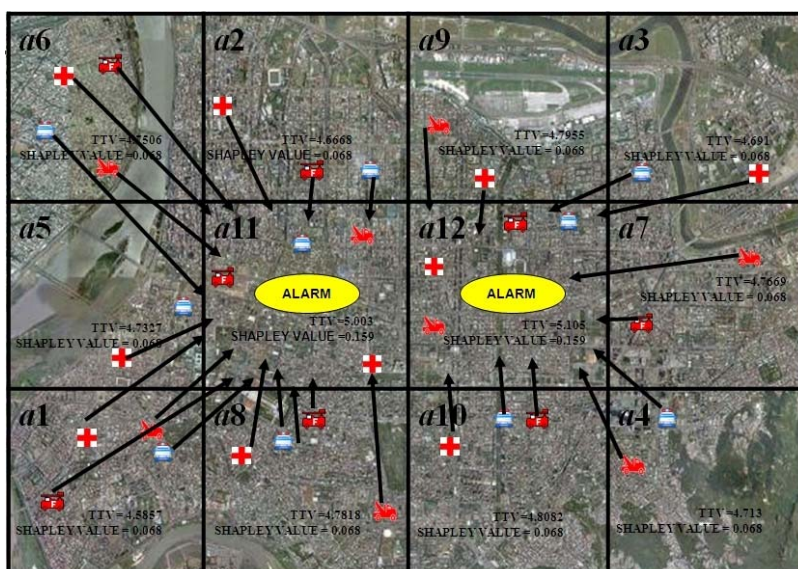 a6
TTV=4.7506
SHAPLEY VALUE =0.068
a2
TTV=4.6668
SHAPLEY VALUE =0.068
F
a9
TTV=4.7955
SHAPLEY VALUE =0.068
a3
TTV=4.691
SHAPLEY VALUE =0.068
a5
TTV=4.7327
SHAPLEY VALUE =0.068
a11
ALARM
TTV=5.003
SHAPLEY VALUE =0.159
a12
ALARM
TTV=5.105
SHAPLEY VALUE =0.159
a7
TTV=4.7669
SHAPLEY VALUE =0.068
a1
TTV=4.5857
SHAPLEY VALUE =0.068
a8
TTV=4.7818
SHAPLEY VALUE =0.068
a10
TTV=4.8082
SHAPLEY VALUE =0.068
a4
TTV=4.713
SHAPLEY VALUE =0.068